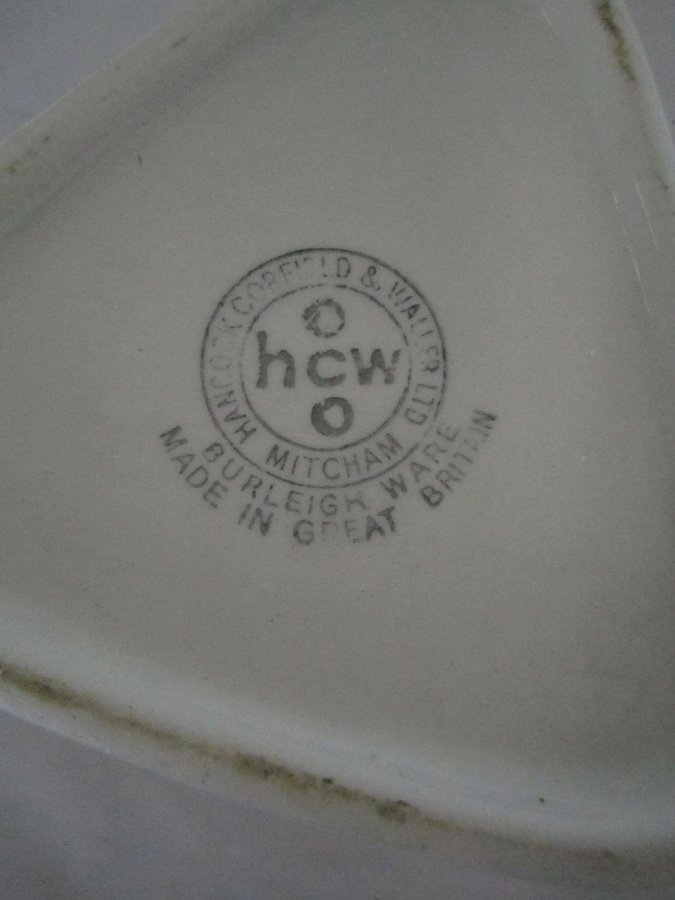 HANCOCK CORFIELD & WALLER LTD
MITCHAM
hcw
BURLEIGH WARE
MADE IN GREAT BRITAIN